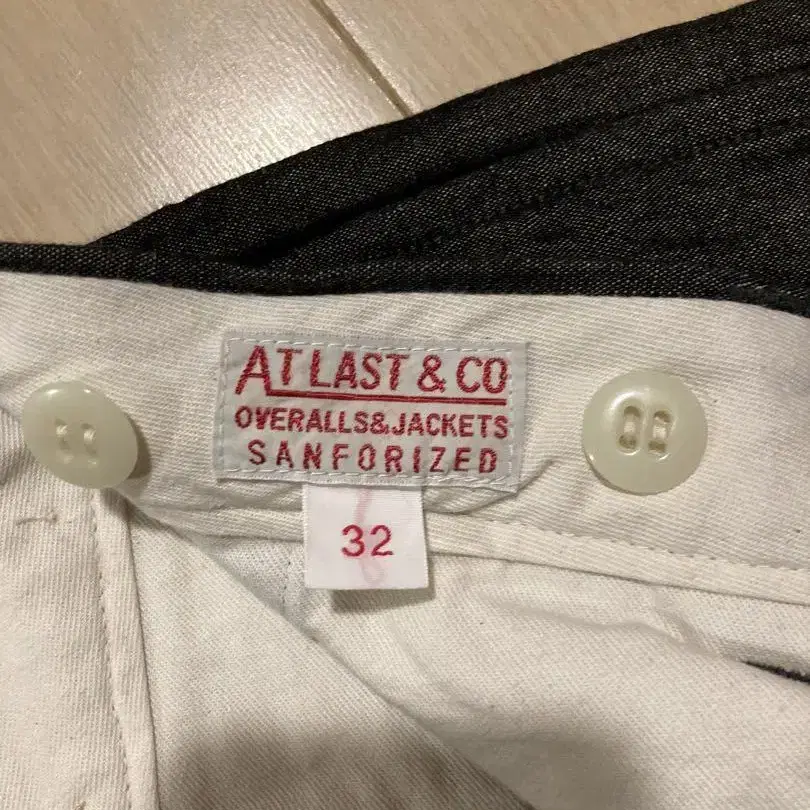 AT LAST & CO
OVERALLS&JACKETS
SANFORIZED
32